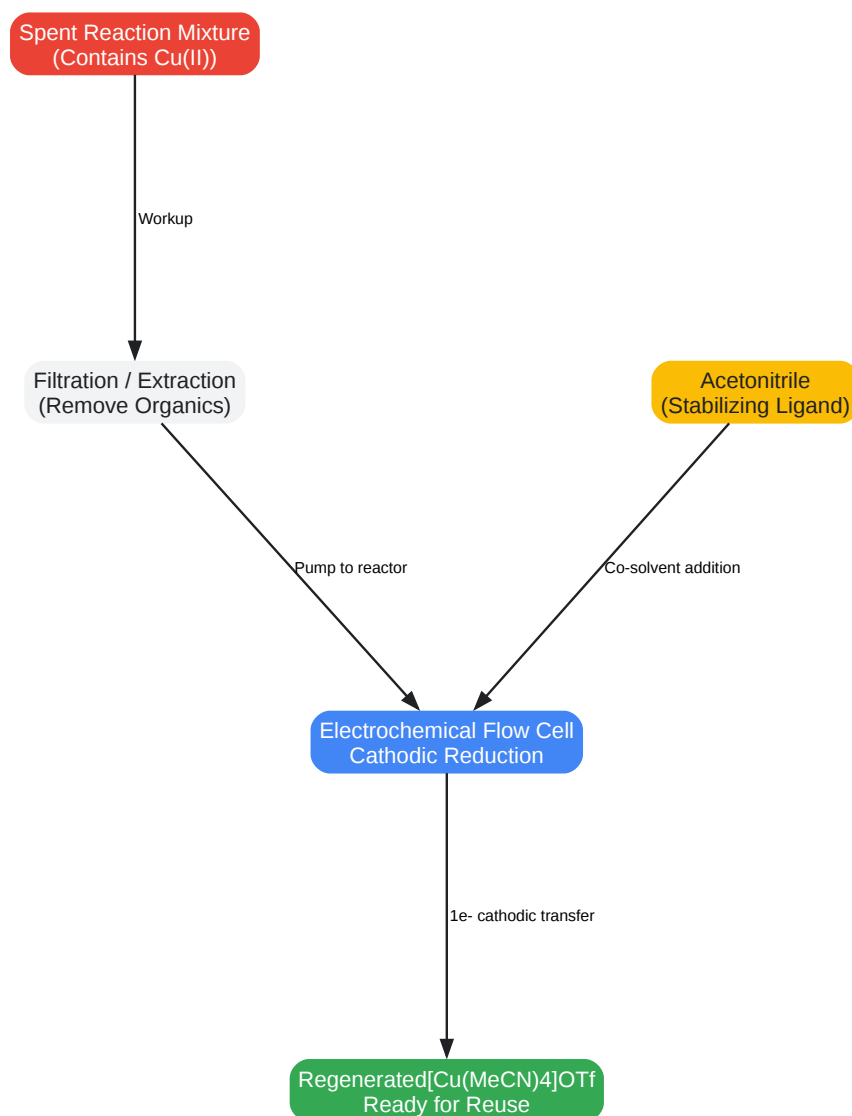 Spent Reaction Mixture
(Contains Cu(II))
Workup
Filtration / Extraction
(Remove Organics)
Acetonitrile
(Stabilizing Ligand)
Pump to reactor
Co-solvent addition
Electrochemical Flow Cell
Cathodic Reduction
1e- cathodic transfer
Regenerated[Cu(MeCN)4]OTf
Ready for Reuse